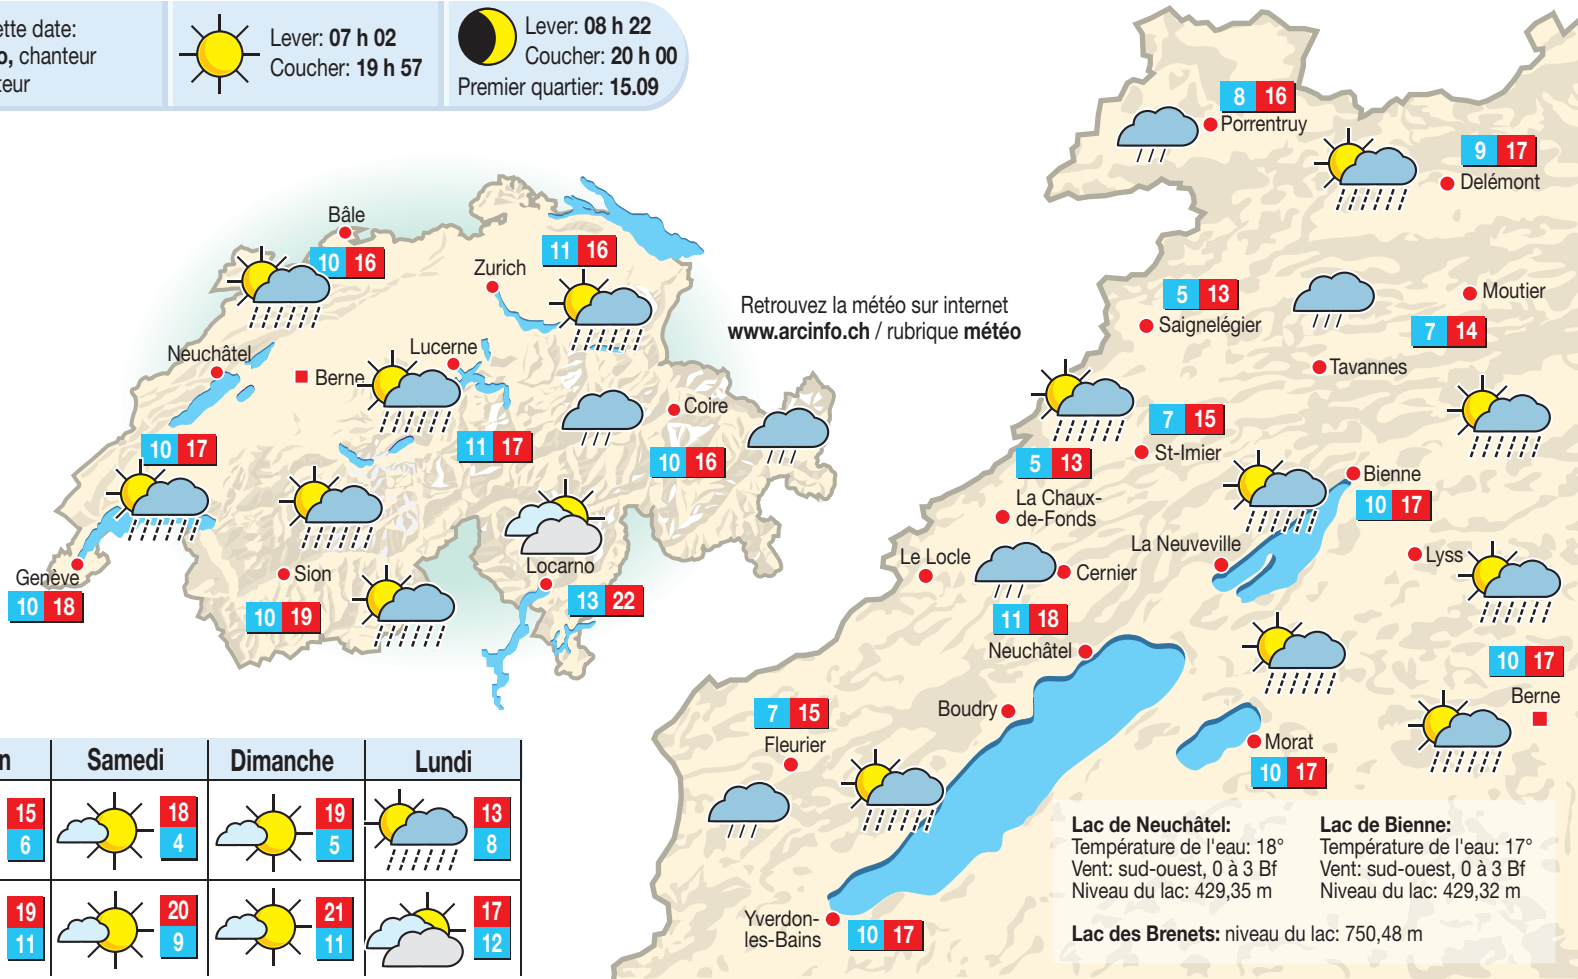 ette date:
o, chanteur
teur
Lever: 07 h 02
Coucher: 19 h 57
Lever: 08 h 22
Coucher: 20 h 00
Premier quartier: 15.09
Bâle
10 16
Zurich
11 16
Neuchâtel
10 17
Berne
Lucerne
11 17
Coire
10 16
Genève
10 18
Sion
10 19
Locarno
13 22
Retrouvez la météo sur internet
www.arcinfo.ch / rubrique météo
8 16
Porrentruy
9 17
Delémont
5 13
Saignelégier
Moutier
7 14
Tavannes
7 15
St-Imier
5 13
La Chaux-
de-Fonds
Bienne
10 17
Le Locle
Cernier
La Neuveville
Lyss
11 18
Neuchâtel
10 17
Berne
Boudry
7 15
Fleurier
Morat
10 17
Yverdon-
les-Bains
10 17
Lac de Neuchâtel:
Température de l'eau: 18°
Vent: sud-ouest, 0 à 3 Bf
Niveau du lac: 429,35 m
Lac de Bienne:
Température de l'eau: 17°
Vent: sud-ouest, 0 à 3 Bf
Niveau du lac: 429,32 m
Lac des Brenets: niveau du lac: 750,48 m
n Samedi Dimanche Lundi
15 18 19 13
6 4 5 8
19 20 21 17
11 9 11 12